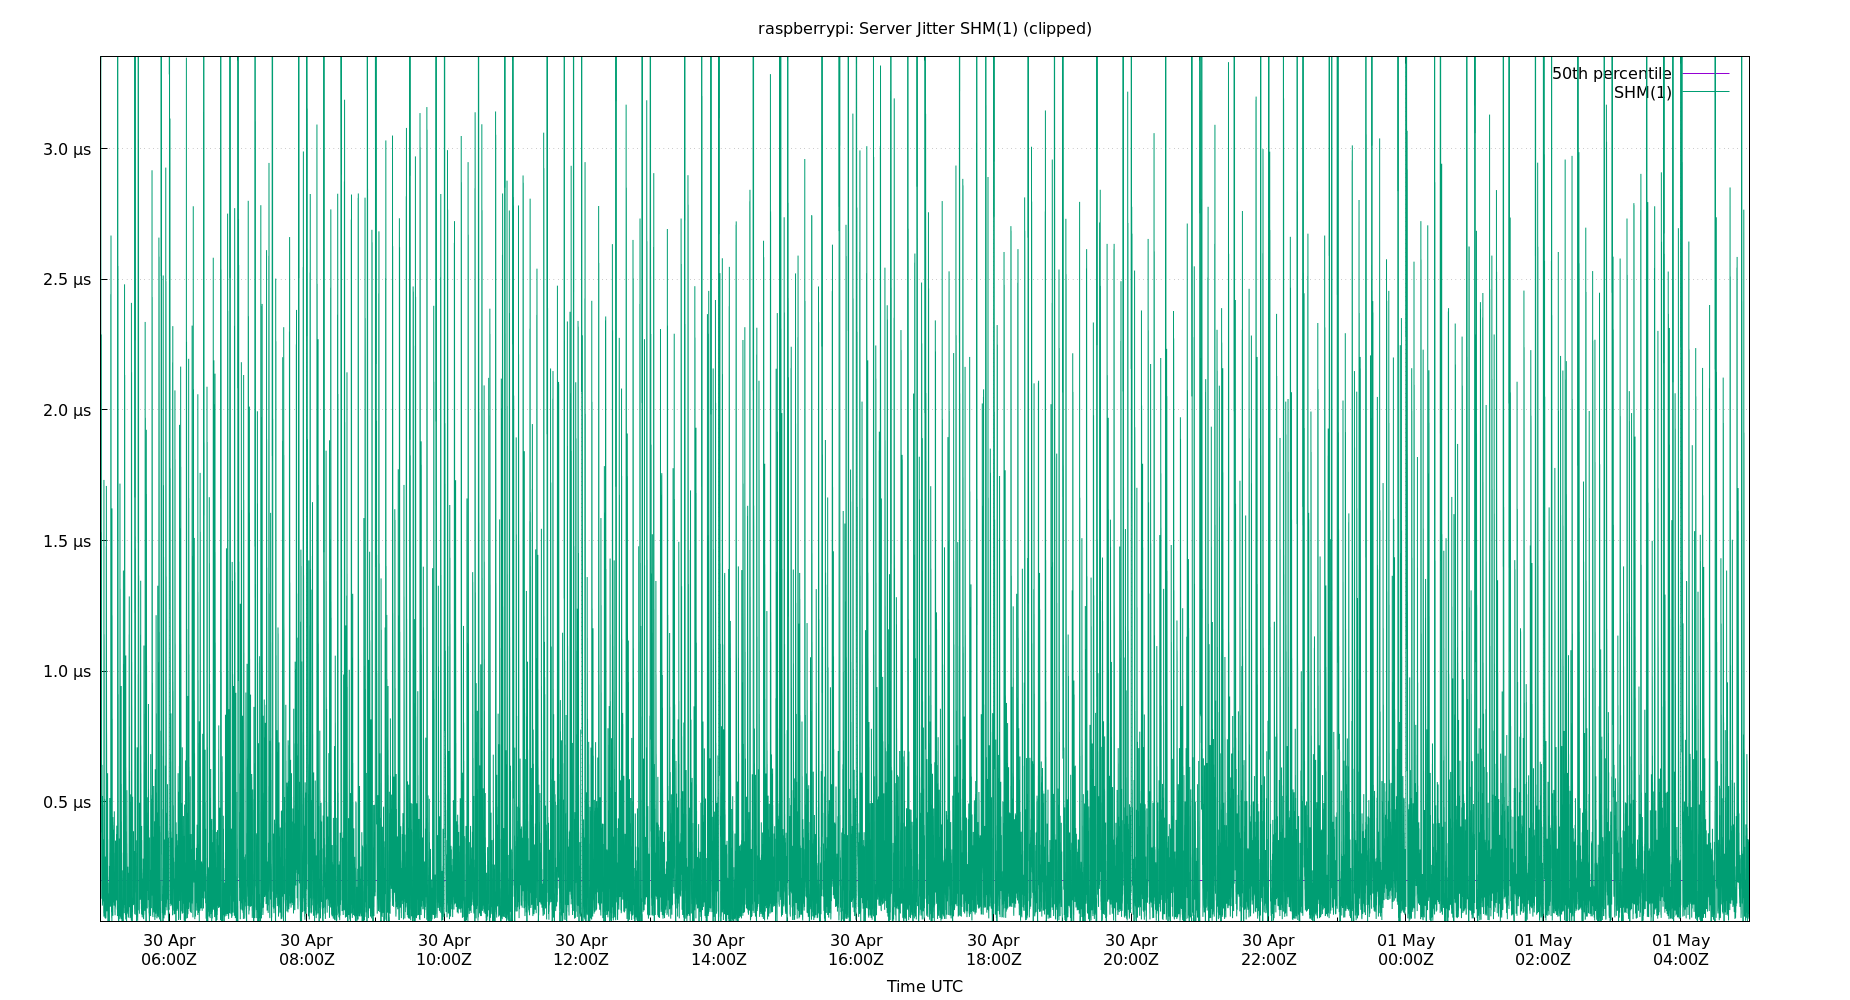 raspberrypi: Server Jitter SHM(1) (clipped)
50th percentile
SHM(1)
3.0 µs
2.5 µs
2.0 µs
1.5 µs
1.0 µs
0.5 µs
30 Apr 30 Apr 30 Apr 30 Apr 30 Apr 30 Apr 30 Apr 30 Apr 30 Apr 01 May 01 May 01 May
06:00Z 08:00Z 10:00Z 12:00Z 14:00Z 16:00Z 18:00Z 20:00Z 22:00Z 00:00Z 02:00Z 04:00Z
Time UTC